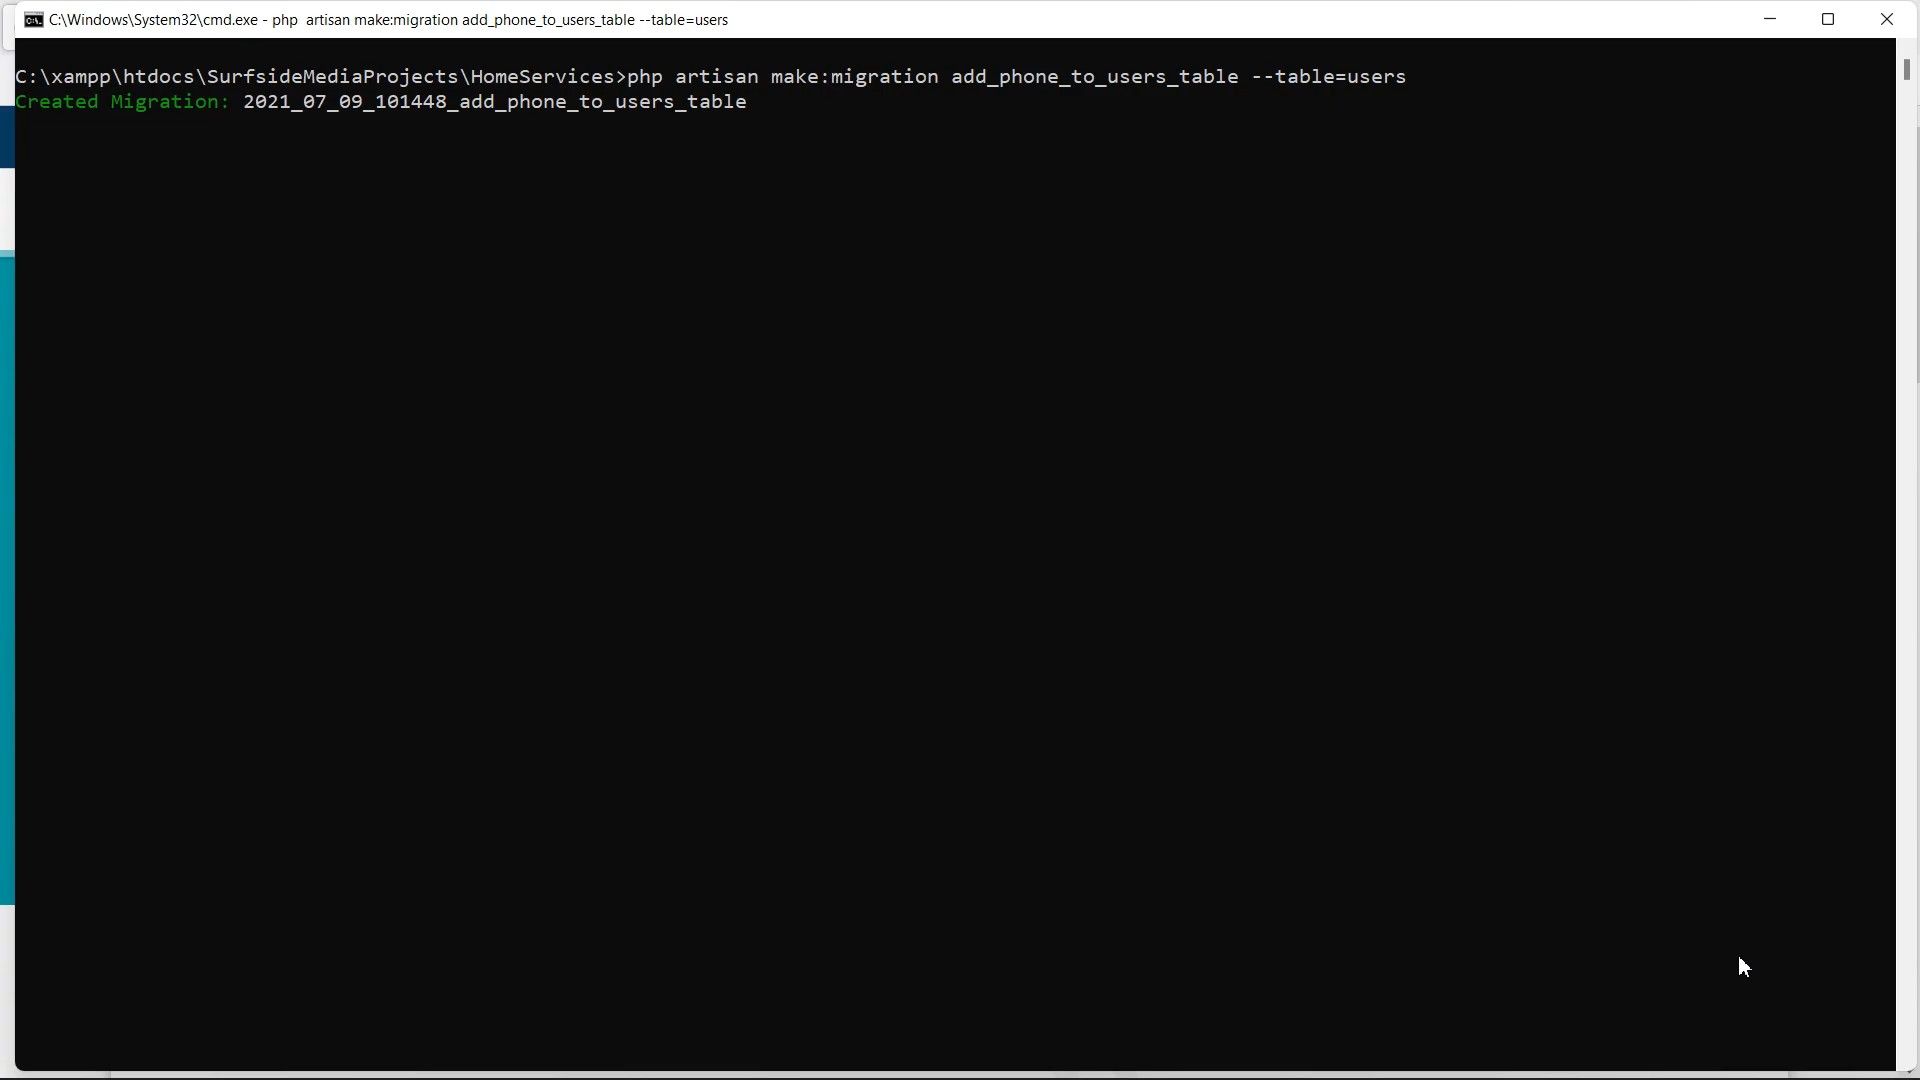 C:\Windows\System32\cmd.exe - php  artisan make:migration add_phone_to_users_table --table=users
C:\xampp\htdocs\SurfsideMediaProjects\HomeServices>php artisan make:migration add_phone_to_users_table --table=users
Created Migration: 2021_07_09_101448_add_phone_to_users_table